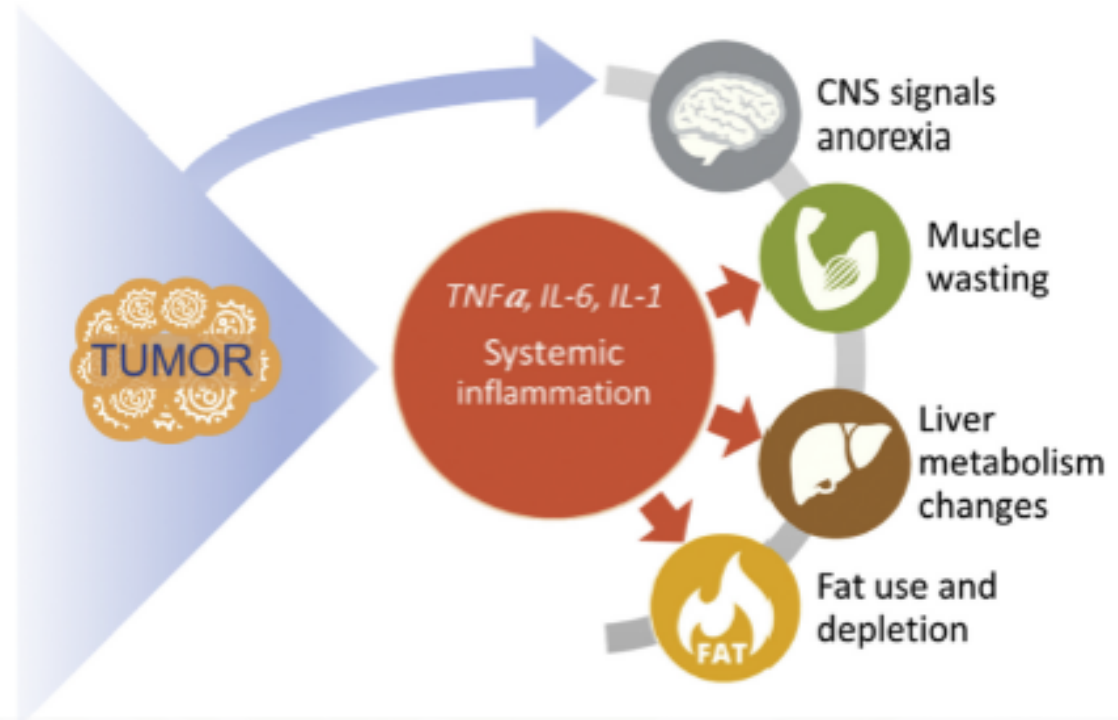 CNS signals
anorexia
Muscle
wasting
TNFα, IL-6, IL-1
Systemic
inflammation
TUMOR
Liver
metabolism
changes
Fat use and
depletion
FAT